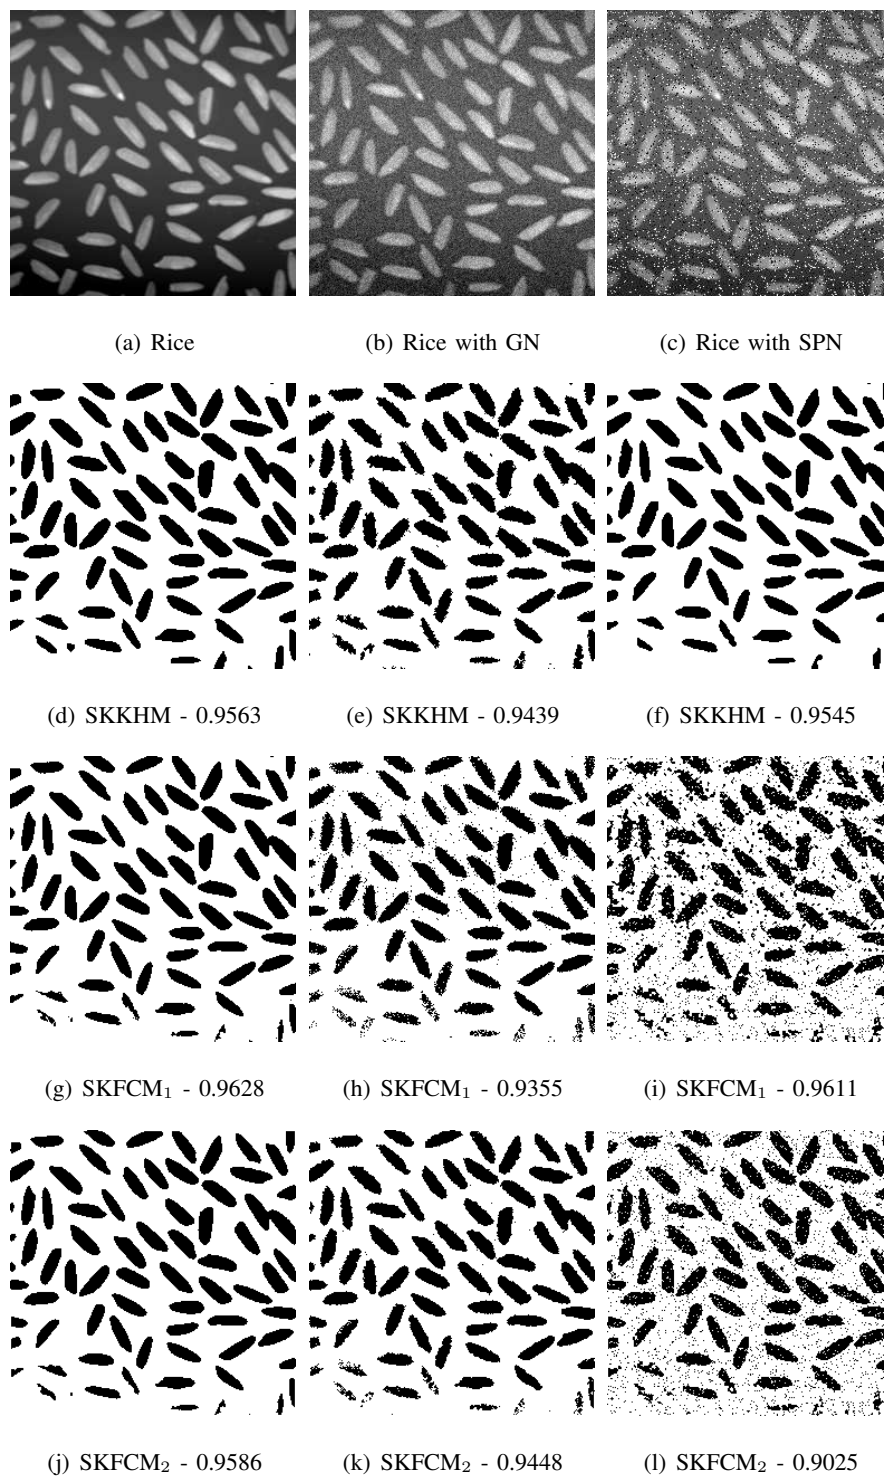 (a) Rice
(b) Rice with GN
(c) Rice with SPN
(d) SKKHM - 0.9563
(e) SKKHM - 0.9439
(f) SKKHM - 0.9545
(g) SKFCM₁ - 0.9628
(h) SKFCM₁ - 0.9355
(i) SKFCM₁ - 0.9611
(j) SKFCM₂ - 0.9586
(k) SKFCM₂ - 0.9448
(l) SKFCM₂ - 0.9025